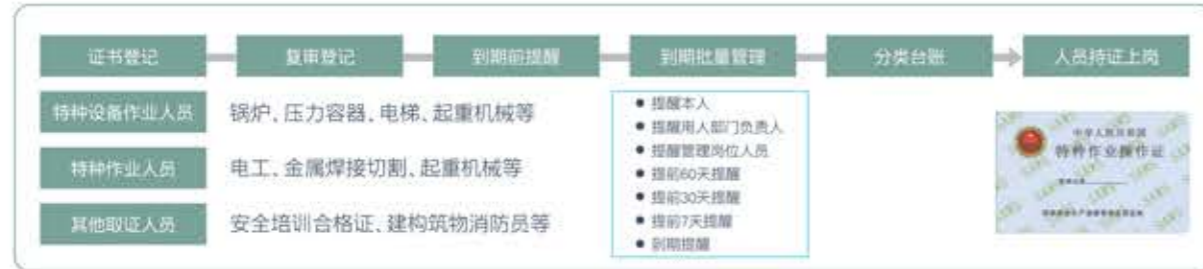 证书登记
复审登记
到期前提醒
到期批量管理
分类台账
人员持证上岗
特种设备作业人员
锅炉、压力容器、电梯、起重机械等
特种作业人员
电工、金属焊接切割、起重机械等
其他取证人员
安全培训合格证、建构筑物消防员等
● 提醒本人
● 提醒用人部门负责人
● 提醒管理岗位人员
● 提前60天提醒
● 提前30天提醒
● 提前7天提醒
● 到期提醒
中华人民共和国
特种作业操作证